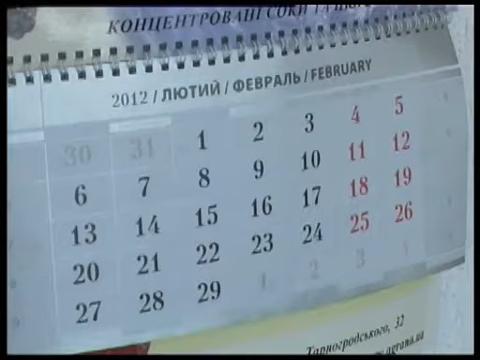 КОНЦЕНТРОВАНІ СОКИ ТА
2012 / ЛЮТИЙ / ФЕВРАЛЬ / FEBRUARY
30 31 1 2 3 4 5
6 7 8 9 10 11 12
13 14 15 16 17 18 19
20 21 22 23 24 25 26
27 28 29 1 2 3 4
Тарногродського, 32